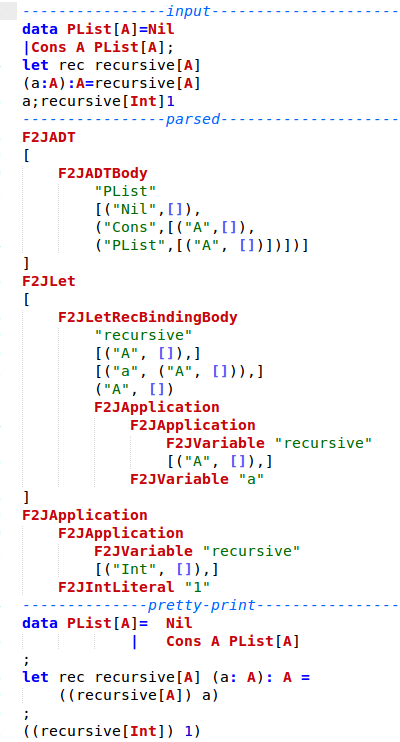 ----------------input---------------------
data PList[A]=Nil
|Cons A PList[A];
let rec recursive[A]
(a:A):A=recursive[A]
a;recursive[Int]1
----------------parsed--------------------
F2JADT
[
    F2JADTBody
        "PList"
        [("Nil",[]),
        ("Cons",[("A",[]),
        ("PList",[("A", [])])])]
]
F2JLet
[
    F2JLetRecBindingBody
        "recursive"
        [("A", []),]
        [("a", ("A", [])),]
        ("A", [])
        F2JApplication
            F2JApplication
                F2JVariable "recursive"
                [("A", []),]
            F2JVariable "a"
]
F2JApplication
    F2JApplication
        F2JVariable "recursive"
        [("Int", []),]
    F2JIntLiteral "1"
--------------pretty-print----------------
data PList[A]=  Nil
            |   Cons A PList[A]
;
let rec recursive[A] (a: A): A =
    ((recursive[A]) a)
;
((recursive[Int]) 1)